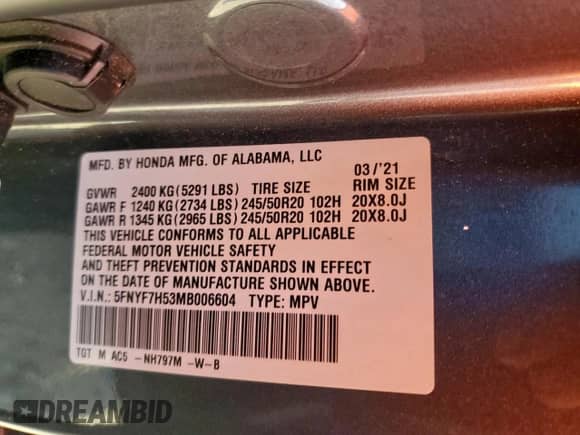 MFD. BY HONDA MFG. OF ALABAMA, LLC 03/'21
GVWR 2400 KG(5291 LBS) TIRE SIZE RIM SIZE
GAWR F 1240 KG(2734 LBS)245/50R20 102H 20X8.0J
GAWR R 1345 KG(2965 LBS)245/50R20 102H 20X8.0J
THIS VEHICLE CONFORMS TO ALL APPLICABLE
FEDERAL MOTOR VEHICLE SAFETY
AND THEFT PREVENTION STANDARDS IN EFFECT
ON THE DATE OF MANUFACTURE SHOWN ABOVE.
V.I.N.: 5FNYF7H53MB006604 TYPE: MPV
TGT M AC5 -NH797M -W-B
DREAMBID